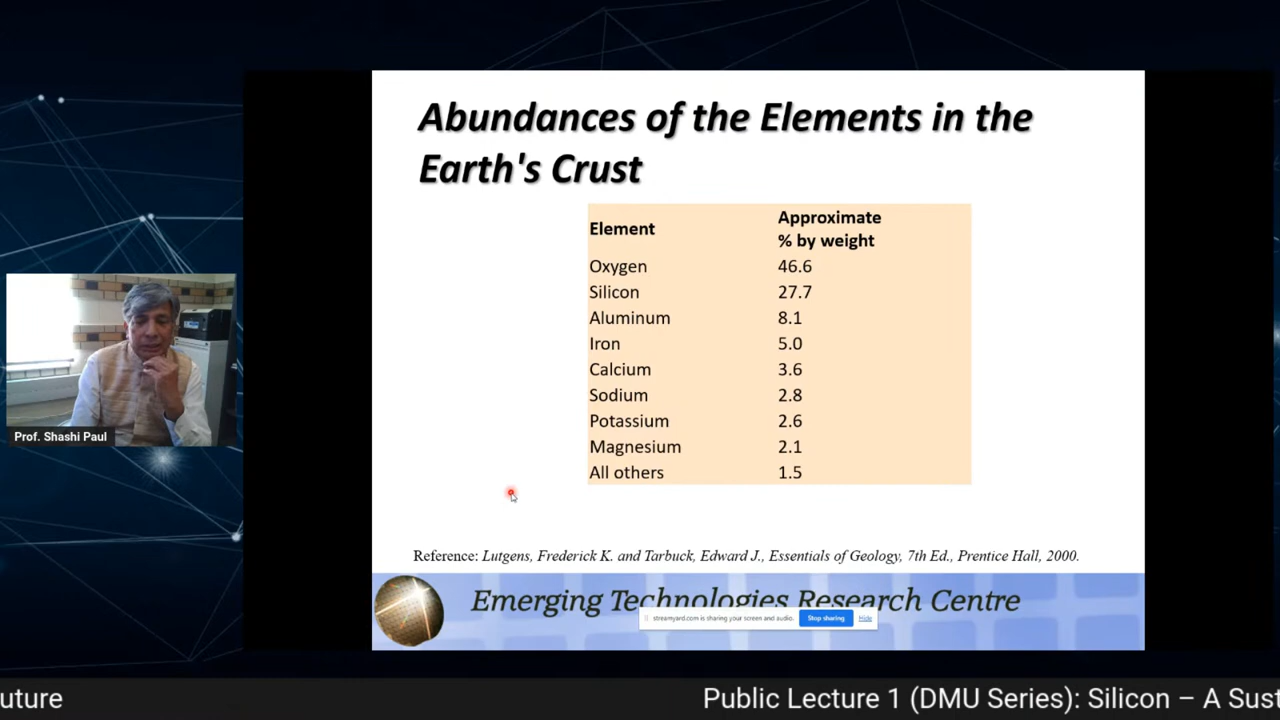 Abundances of the Elements in the
Earth's Crust
Element Approximate
% by weight
Oxygen 46.6
Silicon 27.7
Aluminum 8.1
Iron 5.0
Calcium 3.6
Sodium 2.8
Potassium 2.6
Magnesium 2.1
All others 1.5
Prof. Shashi Paul
Reference: Lutgens, Frederick K. and Tarbuck, Edward J., Essentials of Geology, 7th Ed., Prentice Hall, 2000.
Emerging Technologies Research Centre
streamyard.com is sharing your screen and audio. Stop sharing Hide
uture Public Lecture 1 (DMU Series): Silicon – A Sust